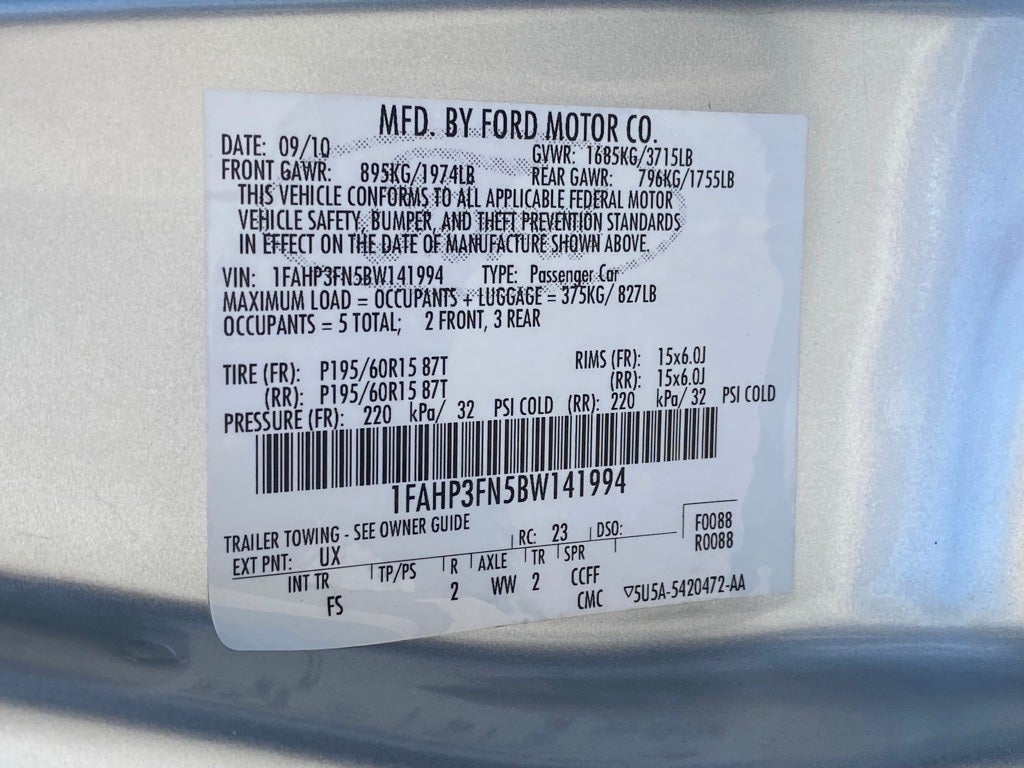 MFD. BY FORD MOTOR CO.
DATE: 09/10 GVWR: 1685KG/3715LB
FRONT GAWR: 895KG/1974LB REAR GAWR: 796KG/1755LB
THIS VEHICLE CONFORMS TO ALL APPLICABLE FEDERAL MOTOR
VEHICLE SAFETY, BUMPER, AND THEFT PREVENTION STANDARDS
IN EFFECT ON THE DATE OF MANUFACTURE SHOWN ABOVE.
VIN: 1FAHP3FN5BW141994 TYPE: Passenger Car
MAXIMUM LOAD = OCCUPANTS + LUGGAGE = 375KG/ 827LB
OCCUPANTS = 5 TOTAL; 2 FRONT, 3 REAR
TIRE (FR): P195/60R15 87T RIMS (FR): 15x6.0J
(RR): P195/60R15 87T (RR): 15x6.0J
PRESSURE (FR): 220 kPa/ 32 PSI COLD (RR): 220 kPa/ 32 PSI COLD
1FAHP3FN5BW141994
TRAILER TOWING - SEE OWNER GUIDE
EXT PNT: UX RC: 23 DSO: F0088
R0088
INT TR TP/PS R AXLE TR SPR
FS 2 WW 2 CCFF
CMC ▽5U5A-5420472-AA